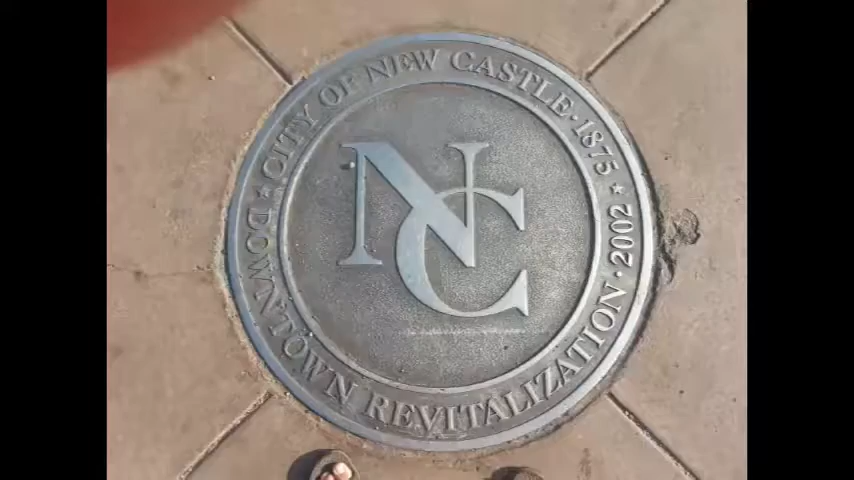 CITY OF NEW CASTLE · 1875
NC
DOWNTOWN REVITALIZATION · 2002